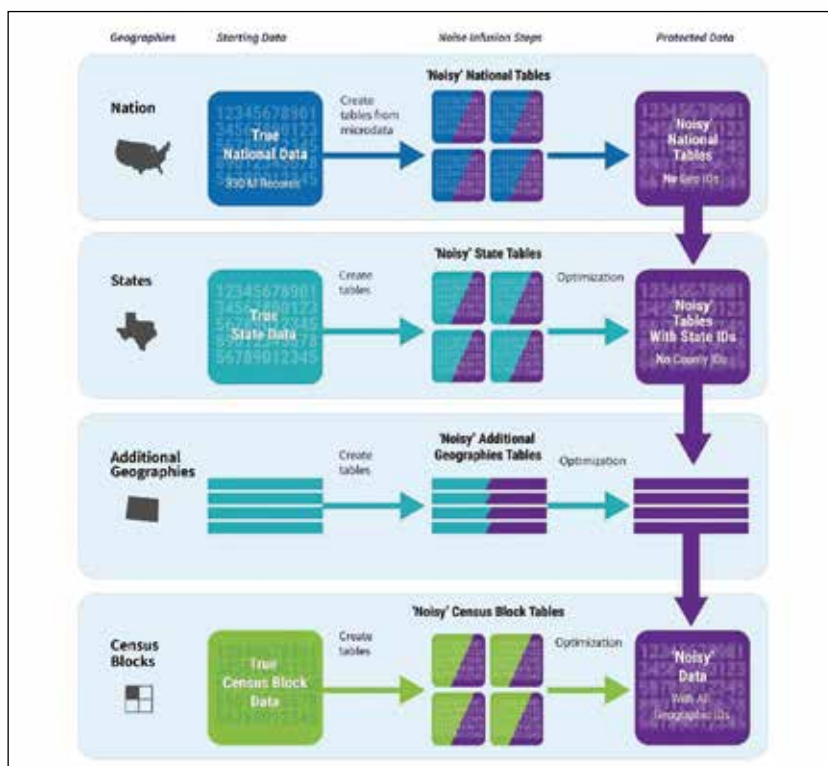 Geographies
Starting Data
Noise Infusion Steps
Protected Data
Nation
True
National Data
330 M Records
Create
tables from
microdata
'Noisy' National Tables
'Noisy'
National
Tables
No Geo IDs
States
True
State Data
Create
tables
'Noisy' State Tables
Optimization
'Noisy'
Tables
With State IDs
No County IDs
Additional
Geographies
Create
tables
'Noisy' Additional
Geographies Tables
Optimization
Census
Blocks
True
Census Block
Data
Create
tables
'Noisy' Census Block Tables
Optimization
'Noisy'
Data
With All
Geographic IDs